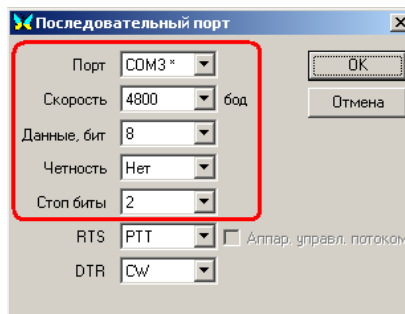 Последовательный порт
Порт COM3 * OK
Скорость 4800 бод Отмена
Данные, бит 8
Четность Нет
Стоп биты 2
RTS PTT Аппар. управл. потоком
DTR CW